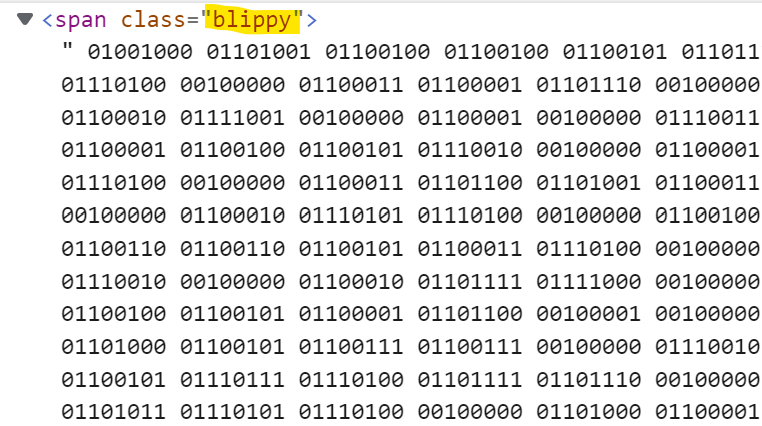 ▼<span class="blippy">
" 01001000 01101001 01100100 01100100 01100101 011011
01110100 00100000 01100011 01100001 01101110 00100000
01100010 01111001 00100000 01100001 00100000 01110011
01100001 01100100 01100101 01110010 00100000 01100001
01110100 00100000 01100011 01101100 01101001 01100011
00100000 01100010 01110101 01110100 00100000 01100100
01100110 01100110 01100101 01100011 01110100 00100000
01110010 00100000 01100010 01101111 01111000 00100000
01100100 01100101 01100001 01101100 00100001 00100000
01101000 01100101 01100111 01100111 00100000 01110010
01100101 01110111 01110100 01101111 01101110 00100000
01101011 01110101 01110100 00100000 01101000 01100001